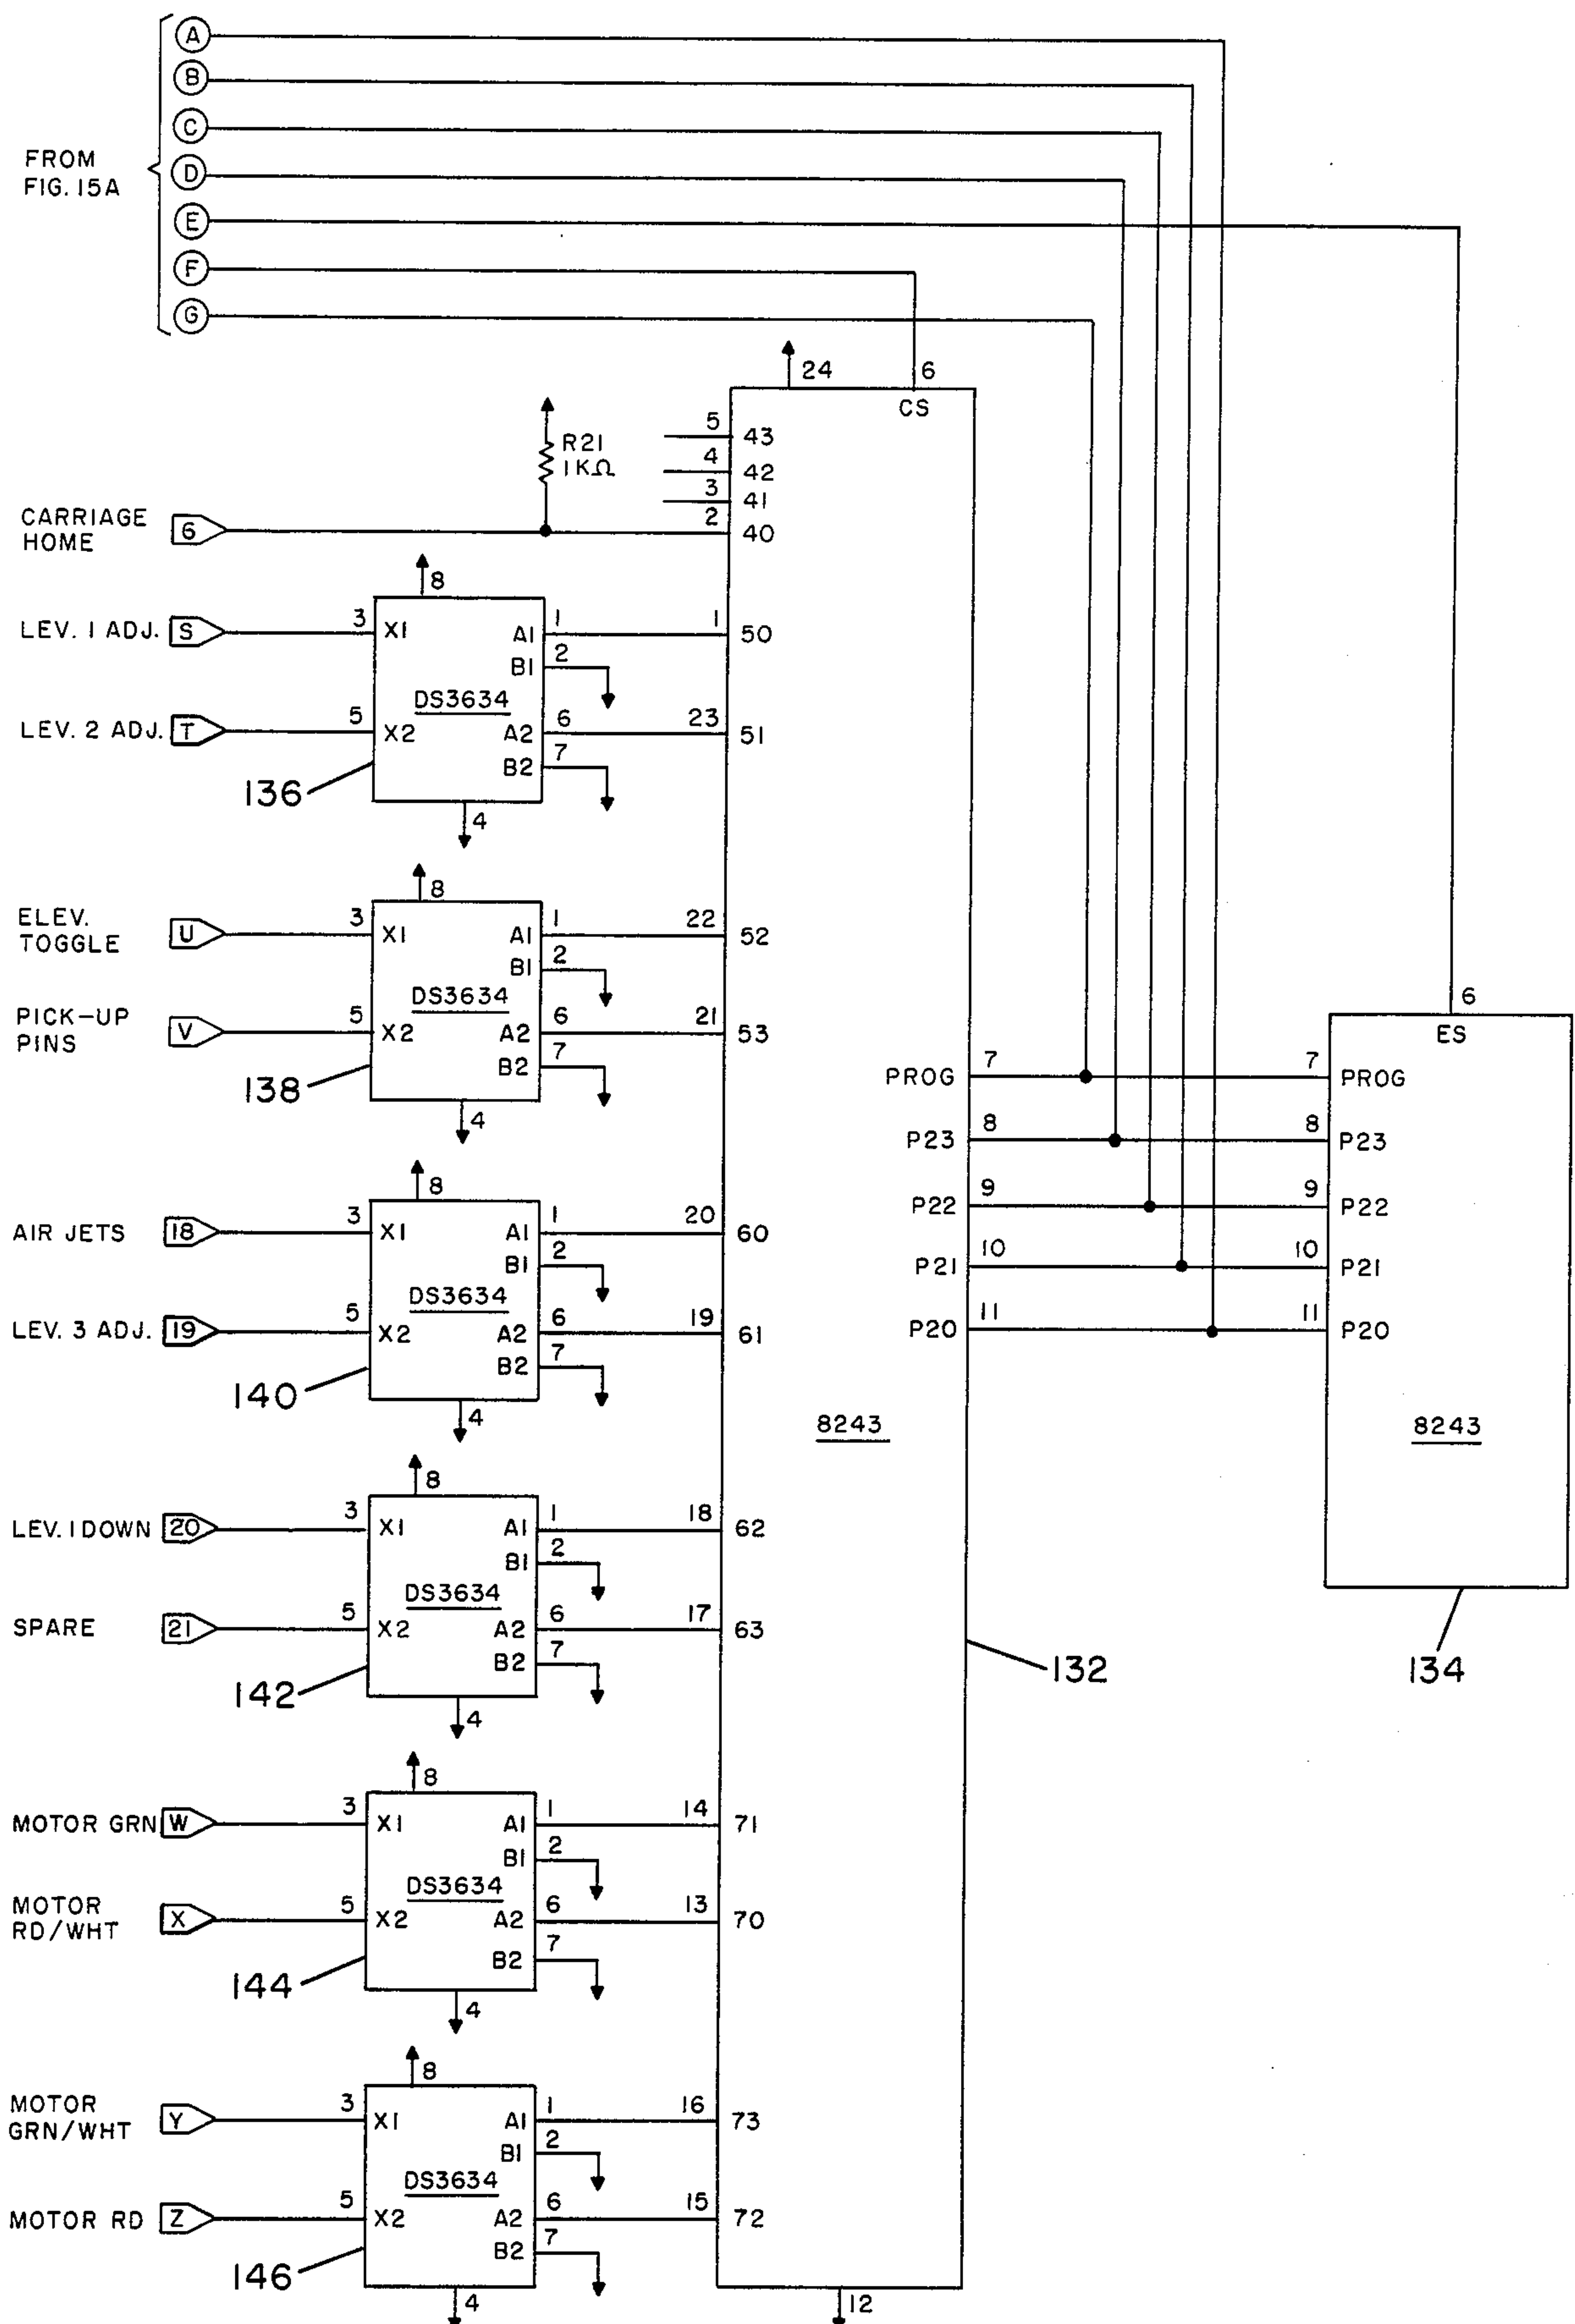 A
B
C
FROM
FIG. 15A
D
E
F
G
24
6
CS
R21
1KΩ
5 43
4 42
3 41
CARRIAGE
HOME
6
2 40
8
LEV. 1 ADJ. S 3 X1 A1 1 1 50
B1 2
DS3634
LEV. 2 ADJ. T 5 X2 A2 6 23 51
B2 7
136
4
8
ELEV.
TOGGLE
U 3 X1 A1 1 22 52
B1 2
DS3634
PICK-UP
PINS
V 5 X2 A2 6 21 53
B2 7
138
4
6
ES
PROG 7 7 PROG
P23 8 8 P23
P22 9 9 P22
P21 10 10 P21
P20 11 11 P20
8
AIR JETS 18 3 X1 A1 1 20 60
B1 2
DS3634
LEV. 3 ADJ. 19 5 X2 A2 6 19 61
B2 7
140
4
8243
8243
8
LEV. 1 DOWN 20 3 X1 A1 1 18 62
B1 2
DS3634
SPARE 21 5 X2 A2 6 17 63
B2 7
142
4
132
134
8
MOTOR GRN W 3 X1 A1 1 14 71
B1 2
DS3634
MOTOR
RD/WHT
X 5 X2 A2 6 13 70
B2 7
144
4
8
MOTOR
GRN/WHT
Y 3 X1 A1 1 16 73
B1 2
DS3634
MOTOR RD Z 5 X2 A2 6 15 72
B2 7
146
4
12